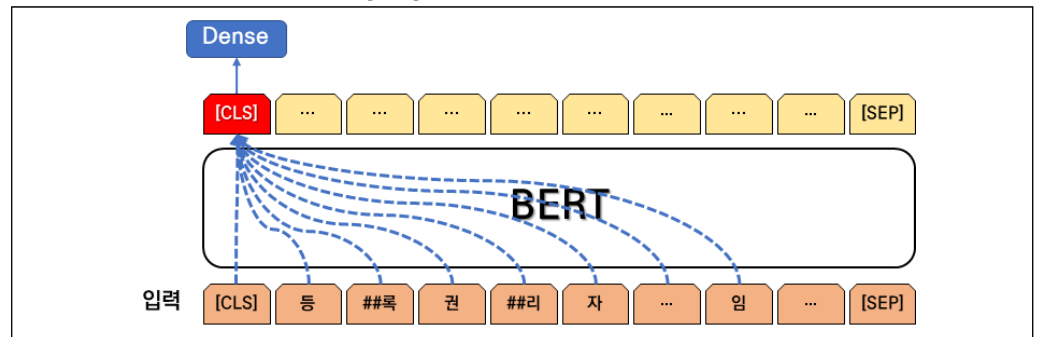 Dense
[CLS] ... ... ... ... ... ... ... ... [SEP]
BERT
입력 [CLS] 등 ##록 권 ##리 자 ... 임 ... [SEP]